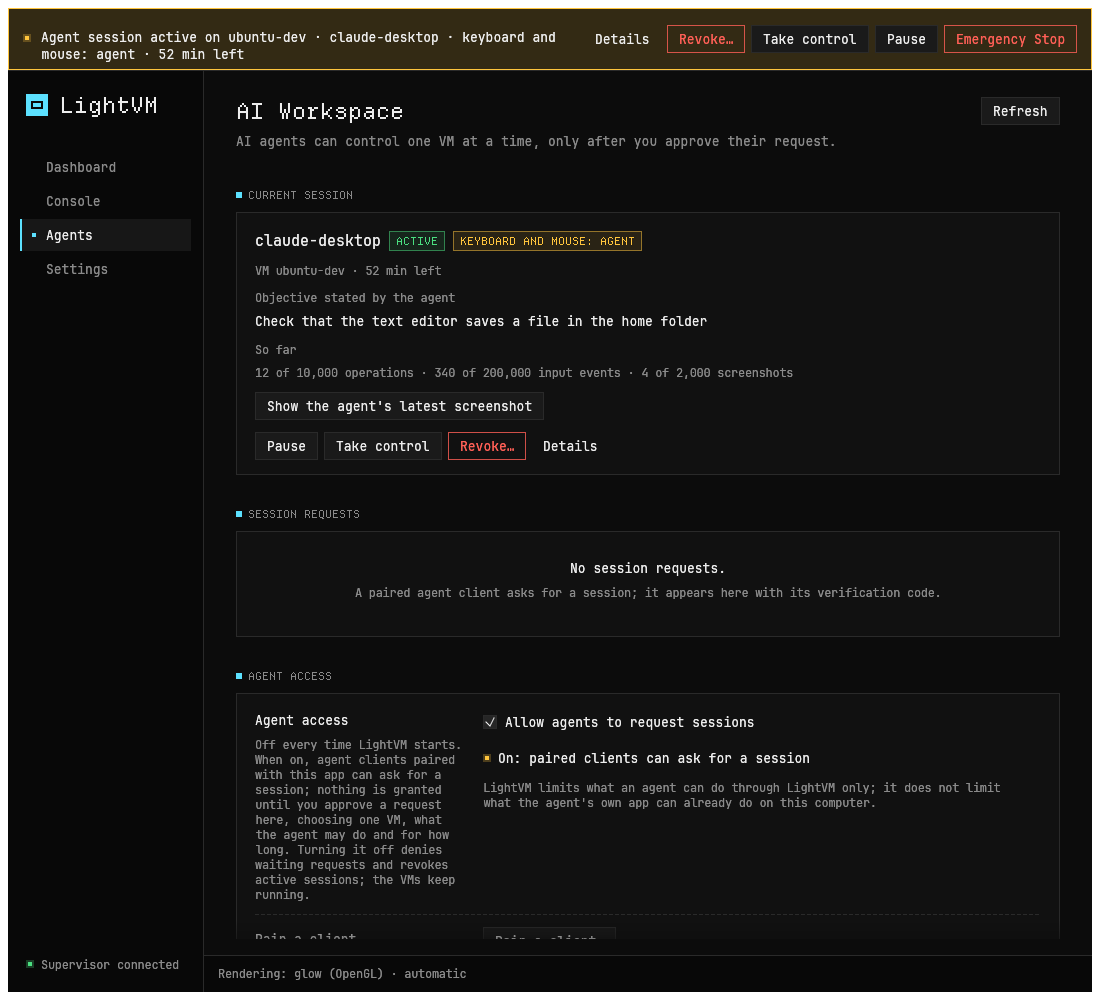 Agent session active on ubuntu-dev · claude-desktop · keyboard and
mouse: agent · 52 min left
Details
Revoke…
Take control
Pause
Emergency Stop
LightVM
Dashboard
Console
Agents
Settings
Supervisor connected
AI Workspace
Refresh
AI agents can control one VM at a time, only after you approve their request.
CURRENT SESSION
claude-desktop ACTIVE KEYBOARD AND MOUSE: AGENT
VM ubuntu-dev · 52 min left
Objective stated by the agent
Check that the text editor saves a file in the home folder
So far
12 of 10,000 operations · 340 of 200,000 input events · 4 of 2,000 screenshots
Show the agent's latest screenshot
Pause Take control Revoke… Details
SESSION REQUESTS
No session requests.
A paired agent client asks for a session; it appears here with its verification code.
AGENT ACCESS
Agent access
Off every time LightVM starts.
When on, agent clients paired
with this app can ask for a
session; nothing is granted
until you approve a request
here, choosing one VM, what
the agent may do and for how
long. Turning it off denies
waiting requests and revokes
active sessions; the VMs keep
running.
Allow agents to request sessions
On: paired clients can ask for a session
LightVM limits what an agent can do through LightVM only; it does not limit
what the agent's own app can already do on this computer.
Pair a client
Pair a client
Rendering: glow (OpenGL) · automatic